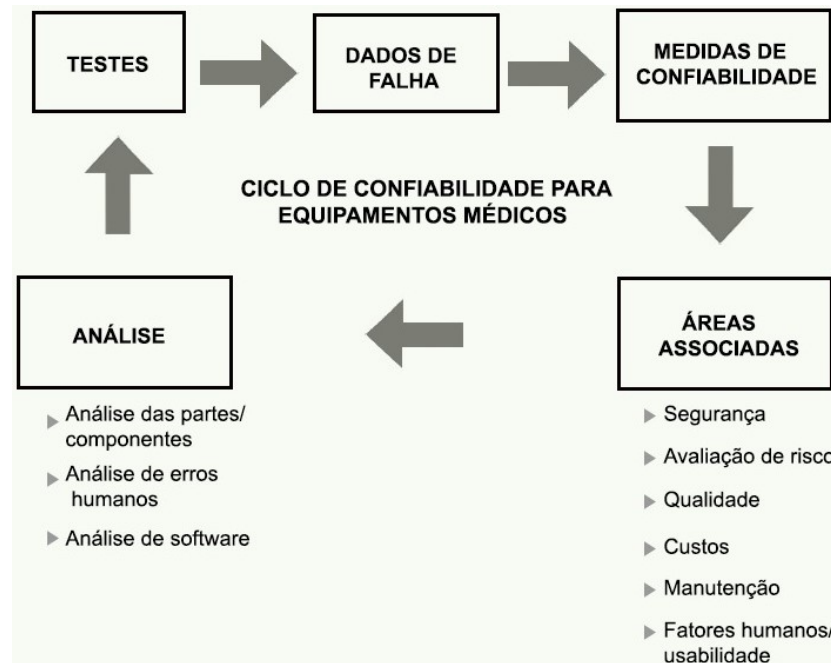 TESTES
DADOS DE
FALHA
MEDIDAS DE
CONFIABILIDADE
CICLO DE CONFIABILIDADE PARA
EQUIPAMENTOS MÉDICOS
ANÁLISE
Análise das partes/
componentes
Análise de erros
humanos
Análise de software
ÁREAS
ASSOCIADAS
Segurança
Avaliação de risco
Qualidade
Custos
Manutenção
Fatores humanos/
usabilidade